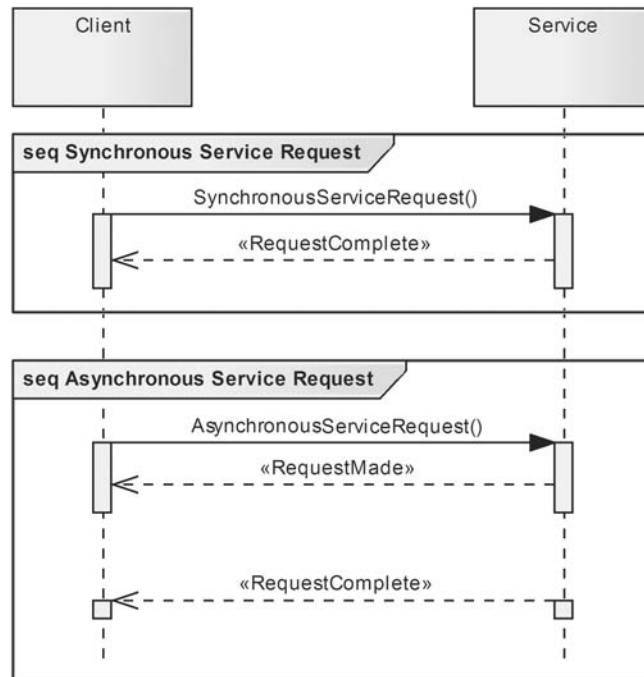 Client
Service
seq Synchronous Service Request
SynchronousServiceRequest()
«RequestComplete»
seq Asynchronous Service Request
AsynchronousServiceRequest()
«RequestMade»
«RequestComplete»